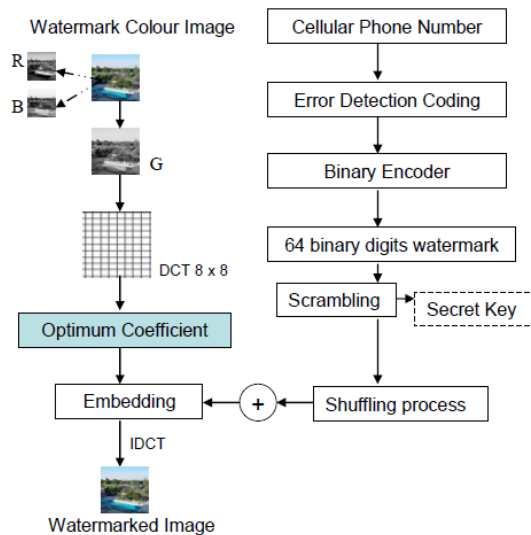 Watermark Colour Image
R
B
G
DCT 8 x 8
Optimum Coefficient
Embedding
IDCT
Watermarked Image
Cellular Phone Number
Error Detection Coding
Binary Encoder
64 binary digits watermark
Scrambling
Secret Key
Shuffling process
+